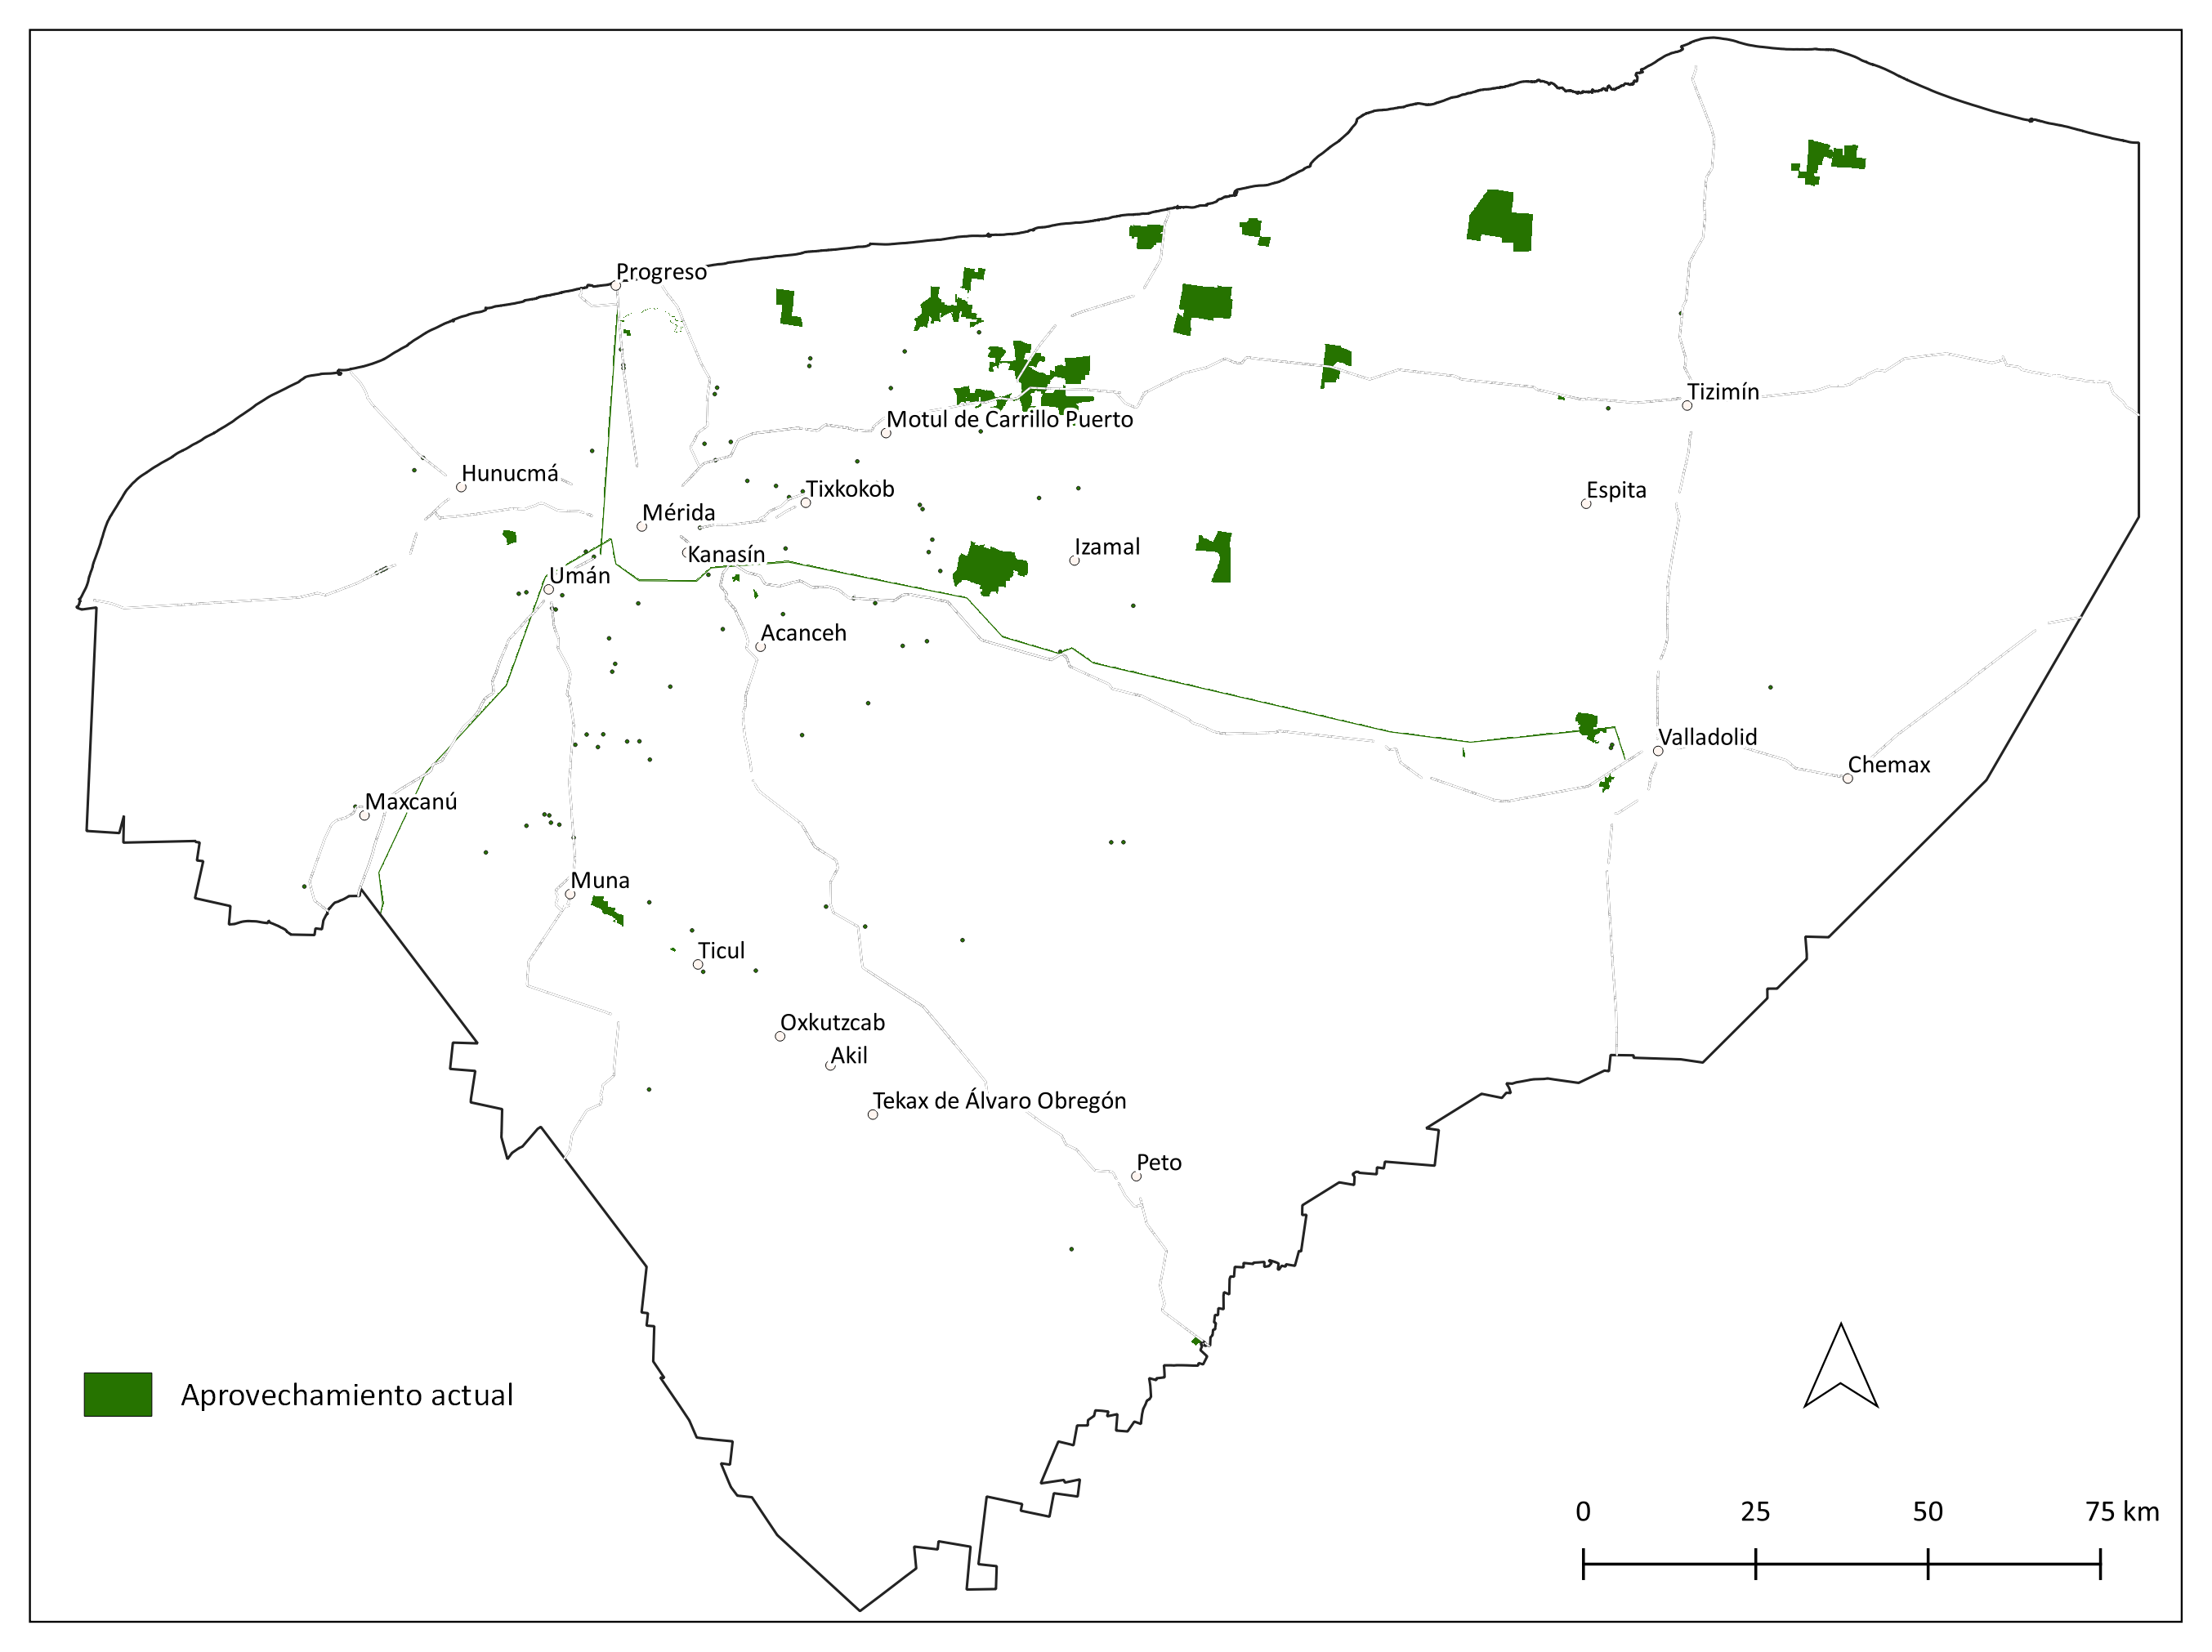 Progreso
Tizimín
Motul de Carrillo Puerto
Hunucmá
Tixkokob
Espita
Mérida
Kanasín
Izamal
Umán
Acanceh
Valladolid
Chemax
Maxcanú
Muna
Ticul
Oxkutzcab
Akil
Tekax de Álvaro Obregón
Peto
Aprovechamiento actual
0 25 50 75 km